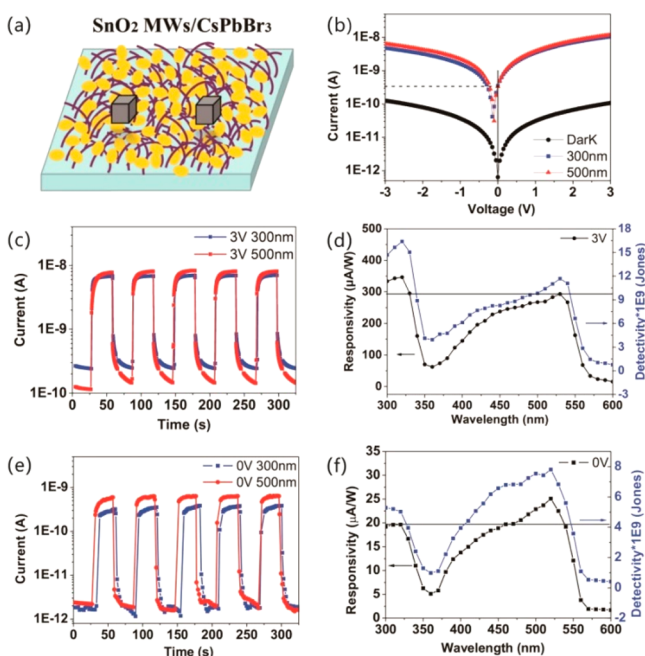 (a)
SnO2 MWs/CsPbBr3
(b)
1E-8
1E-9
1E-10
1E-11
1E-12
Current (A)
DarK
300nm
500nm
-3 -2 -1 0 1 2 3
Voltage (V)
(c)
3V 300nm
3V 500nm
1E-8
1E-9
1E-10
Current (A)
0 50 100 150 200 250 300
Time (s)
(d)
3V
500
400
300
200
100
0
Responsivity (μA/W)
18
15
12
9
6
3
0
-3
Detectivity*1E9 (Jones)
300 350 400 450 500 550 600
Wavelength (nm)
(e)
0V 300nm
0V 500nm
1E-9
1E-10
1E-11
1E-12
Current (A)
0 50 100 150 200 250 300
Time (s)
(f)
0V
35
30
25
20
15
10
5
0
Responsivity (μA/W)
8
6
4
2
0
-2
Detectivity*1E9 (Jones)
300 350 400 450 500 550 600
Wavelength (nm)